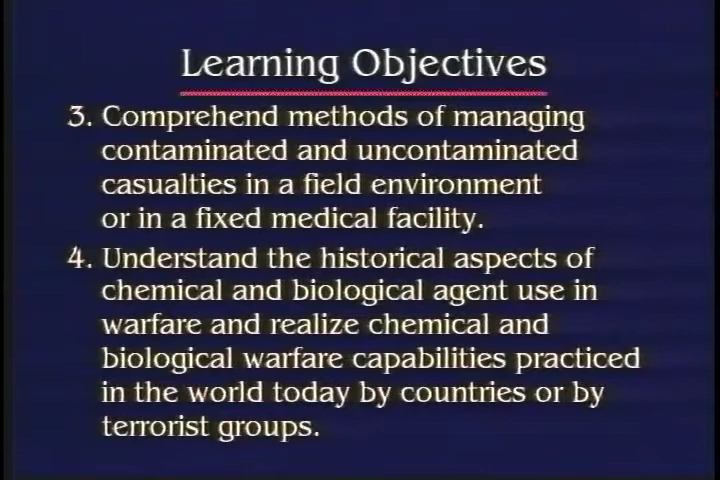 Learning Objectives
3. Comprehend methods of managing
contaminated and uncontaminated
casualties in a field environment
or in a fixed medical facility.
4. Understand the historical aspects of
chemical and biological agent use in
warfare and realize chemical and
biological warfare capabilities practiced
in the world today by countries or by
terrorist groups.